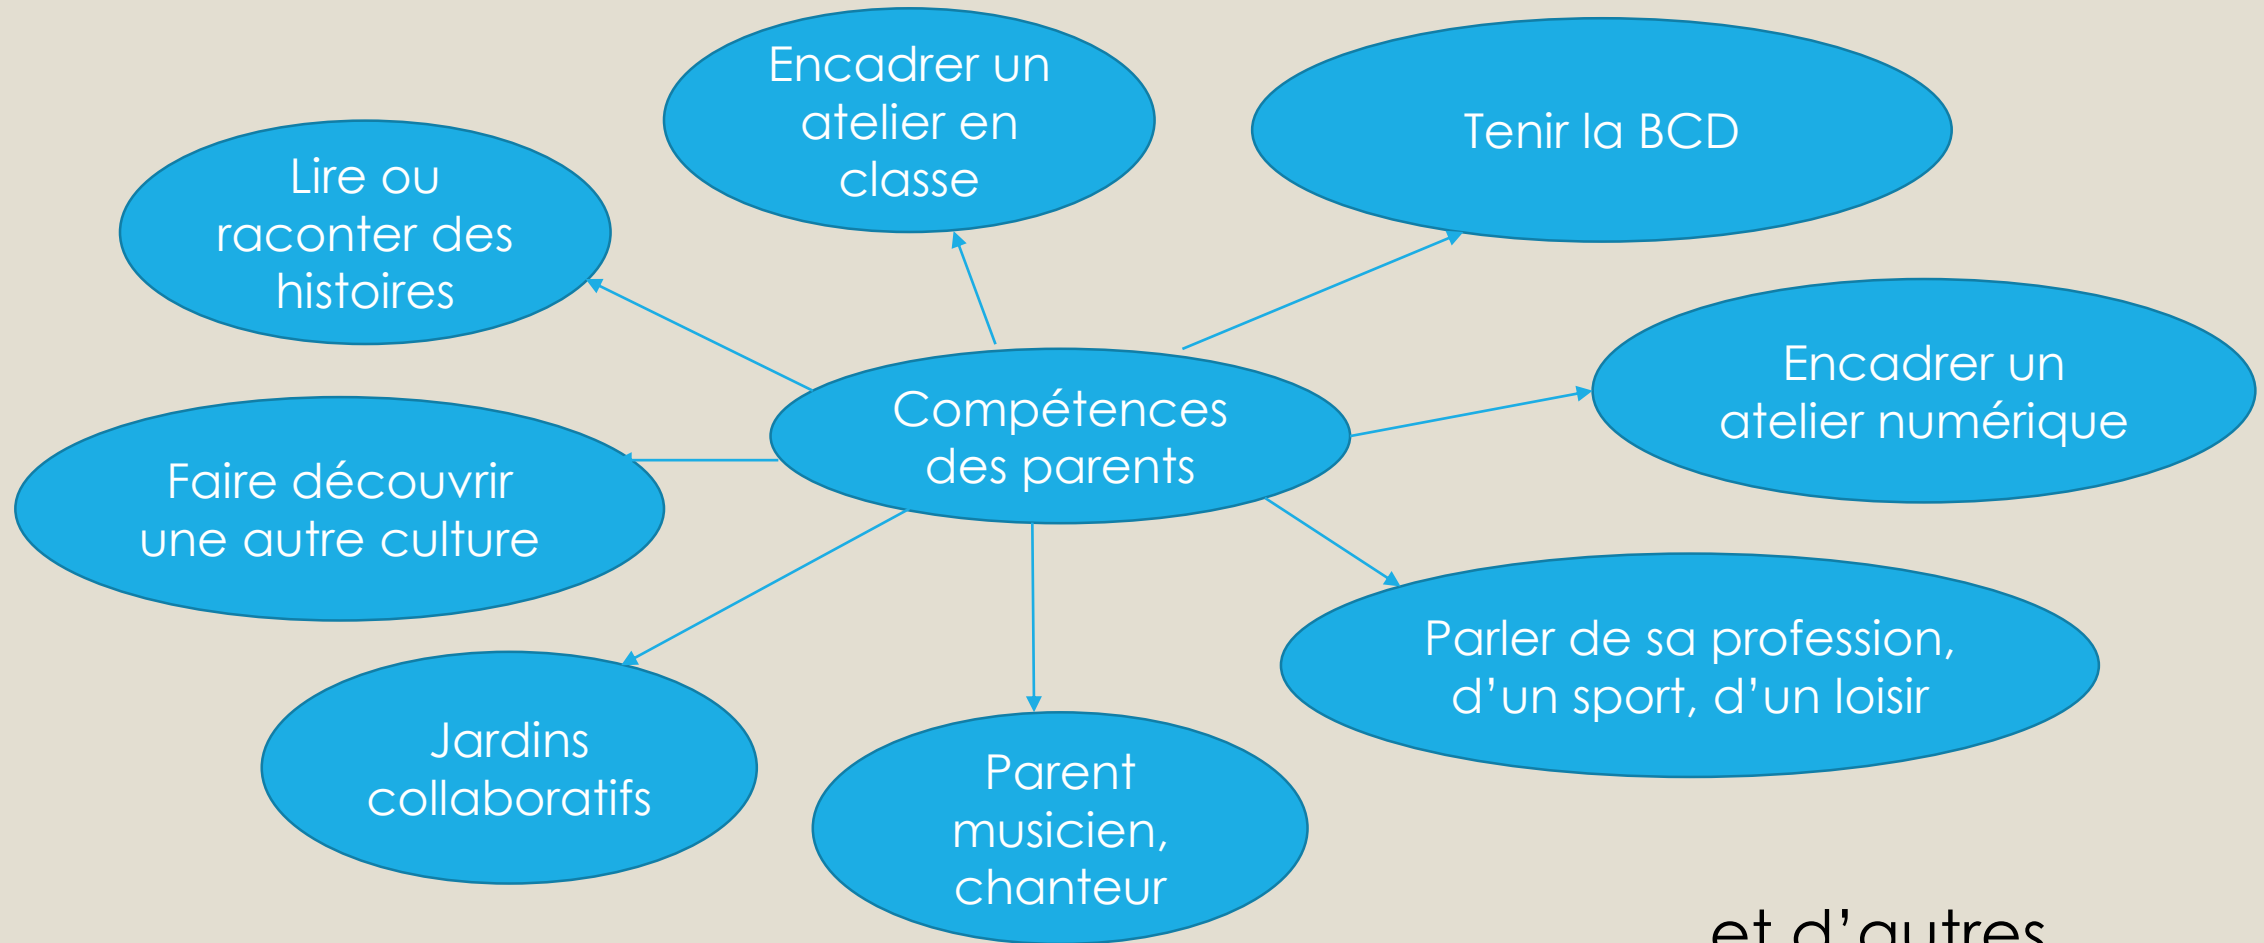 Encadrer un
atelier en
classe
Tenir la BCD
Lire ou
raconter des
histoires
Encadrer un
atelier numérique
Compétences
des parents
Faire découvrir
une autre culture
Parler de sa profession,
d’un sport, d’un loisir
Jardins
collaboratifs
Parent
musicien,
chanteur
et d’autres